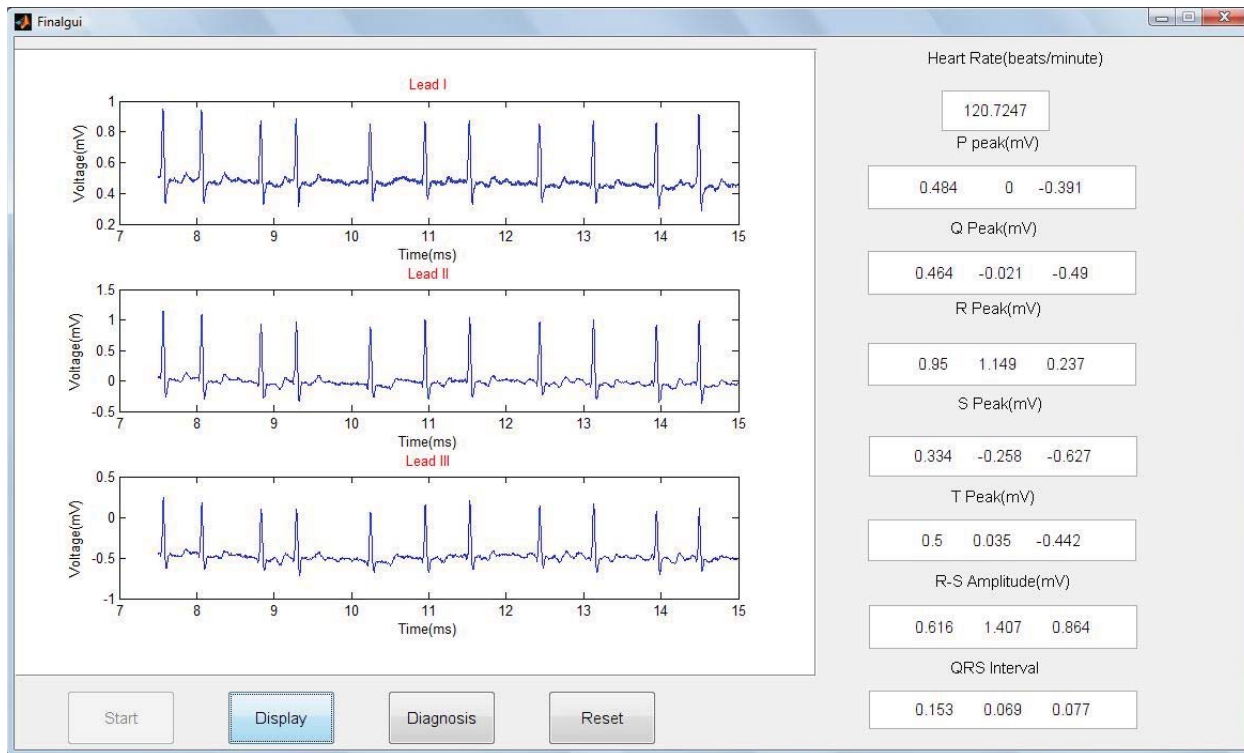 Finalgui
Lead I
Voltage(mV)
1
0.8
0.6
0.4
0.2
7 8 9 10 11 12 13 14 15
Time(ms)
Lead II
Voltage(mV)
1.5
1
0.5
0
-0.5
7 8 9 10 11 12 13 14 15
Time(ms)
Lead III
Voltage(mV)
0.5
0
-0.5
-1
7 8 9 10 11 12 13 14 15
Time(ms)
Start Display Diagnosis Reset
Heart Rate(beats/minute)
120.7247
P peak(mV)
0.484 0 -0.391
Q Peak(mV)
0.464 -0.021 -0.49
R Peak(mV)
0.95 1.149 0.237
S Peak(mV)
0.334 -0.258 -0.627
T Peak(mV)
0.5 0.035 -0.442
R-S Amplitude(mV)
0.616 1.407 0.864
QRS Interval
0.153 0.069 0.077